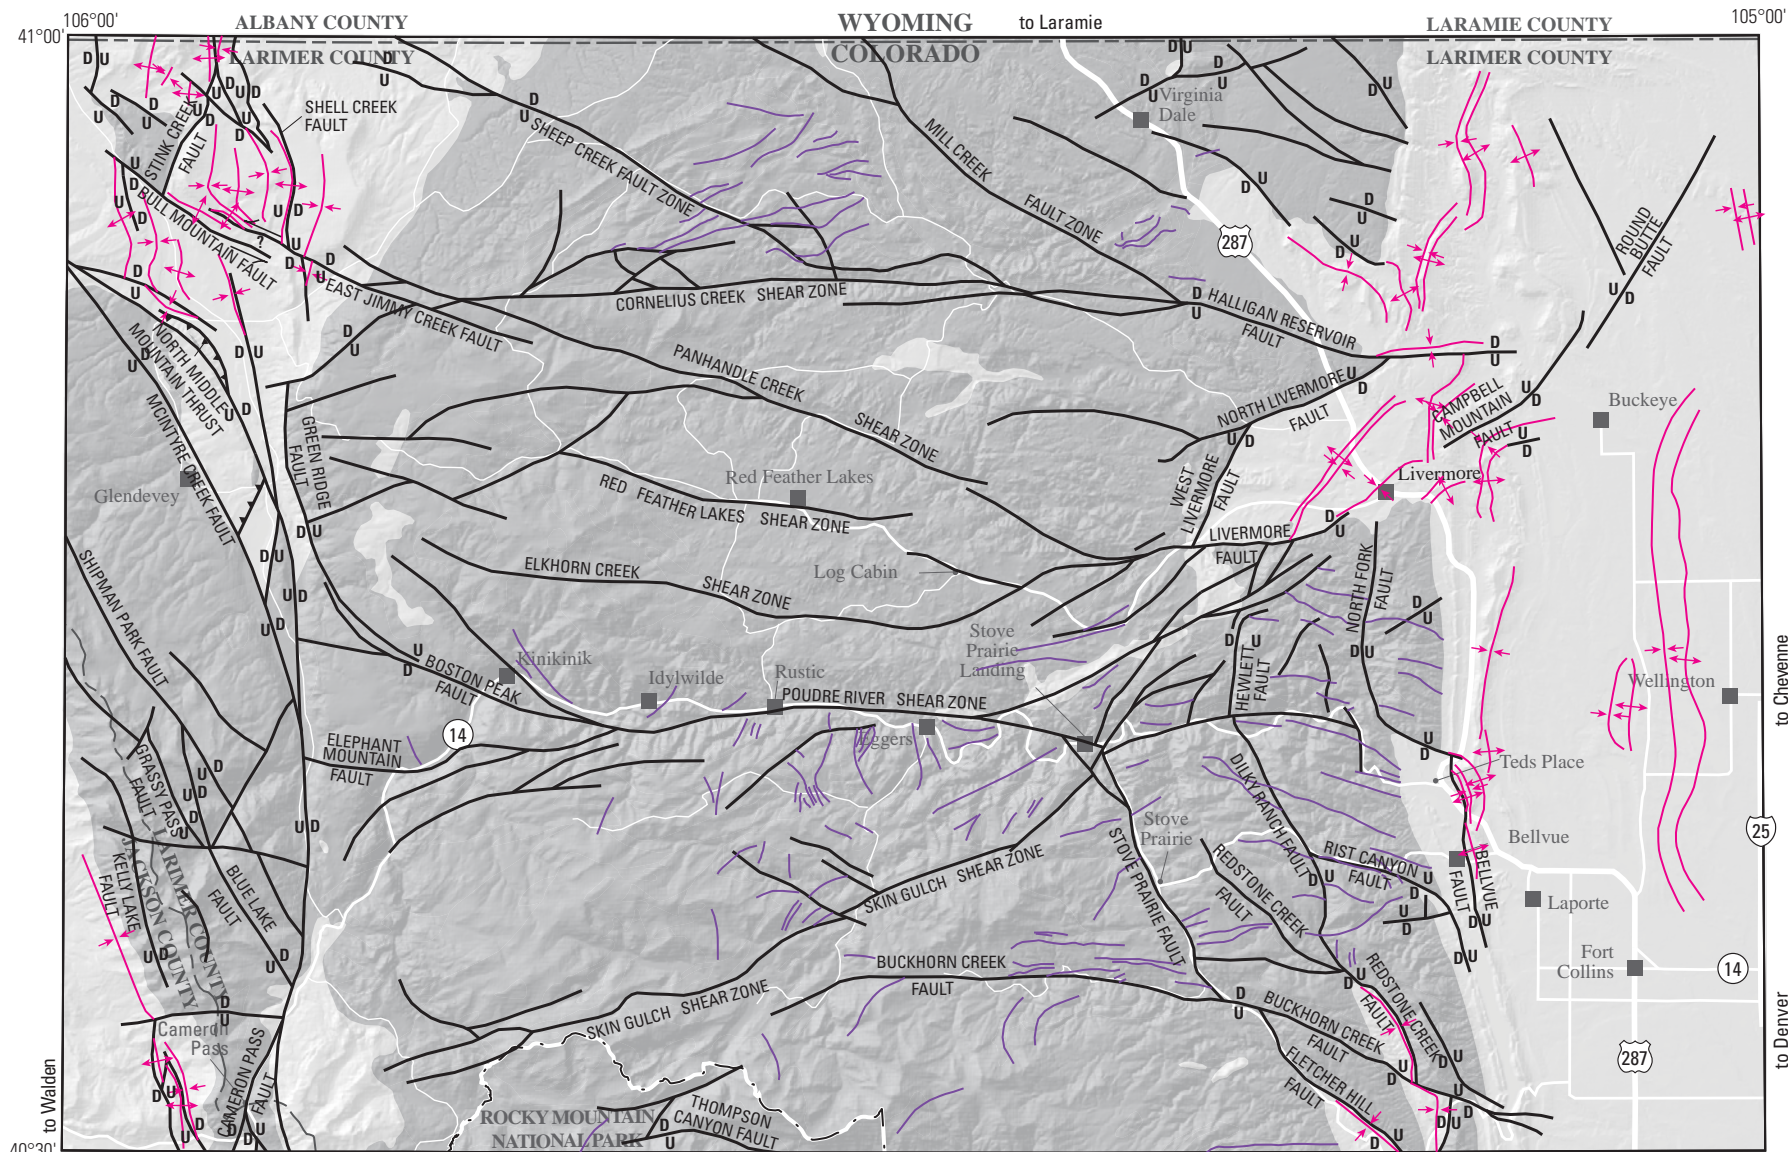 106°00'
ALBANY COUNTY
WYOMING
to Laramie
LARAMIE COUNTY
105°00'
41°00'
LARIMER COUNTY
COLORADO
LARIMER COUNTY
SHELL CREEK
FAULT
STINK CREEK
FAULT
BULL MOUNTAIN FAULT
SHEEP CREEK FAULT ZONE
MILL CREEK
FAULT ZONE
Virginia
Dale
287
ROUND
BUTTE
FAULT
EAST JIMMY CREEK FAULT
CORNELIUS CREEK SHEAR ZONE
HALLIGAN RESERVOIR
FAULT
NORTH MIDDLE
MOUNTAIN THRUST
MCINTYRE CREEK FAULT
PANHANDLE CREEK
SHEAR ZONE
NORTH LIVERMORE
FAULT
CAMPBELL
MOUNTAIN
FAULT
Buckeye
GREEN RIDGE
FAULT
Glendevey
Red Feather Lakes
RED FEATHER LAKES SHEAR ZONE
WEST
LIVERMORE
FAULT
Livermore
LIVERMORE
FAULT
SHIPMAN PARK FAULT
ELKHORN CREEK
SHEAR ZONE
Log Cabin
NORTH FORK
FAULT
Stove
Prairie
Landing
HEWLETT
FAULT
Kinikinik
BOSTON PEAK
FAULT
Idylwilde
Rustic
POUDRE RIVER SHEAR ZONE
Eggers
Wellington
to Cheyenne
14
ELEPHANT
MOUNTAIN
FAULT
GRASSY PASS
FAULT
Teds Place
DILKY RANCH FAULT
Stove
Prairie
STOVE PRAIRIE FAULT
25
Bellvue
RIST CANYON
FAULT
BELLVUE
FAULT
KELLY LAKE
FAULT
LARIMER COUNTY
JACKSON COUNTY
BLUE LAKE
FAULT
SKIN GULCH SHEAR ZONE
REDSTONE CREEK
FAULT
Laporte
Fort
Collins
14
BUCKHORN CREEK
FAULT
REDSTONE CREEK
FAULT
SKIN GULCH SHEAR ZONE
BUCKHORN CREEK
FAULT
Cameron
Pass
CAMERON PASS
FAULT
FLETCHER HILL
FAULT
287
to Denver
to Walden
ROCKY MOUNTAIN
NATIONAL PARK
THOMPSON
CANYON FAULT
40°30'